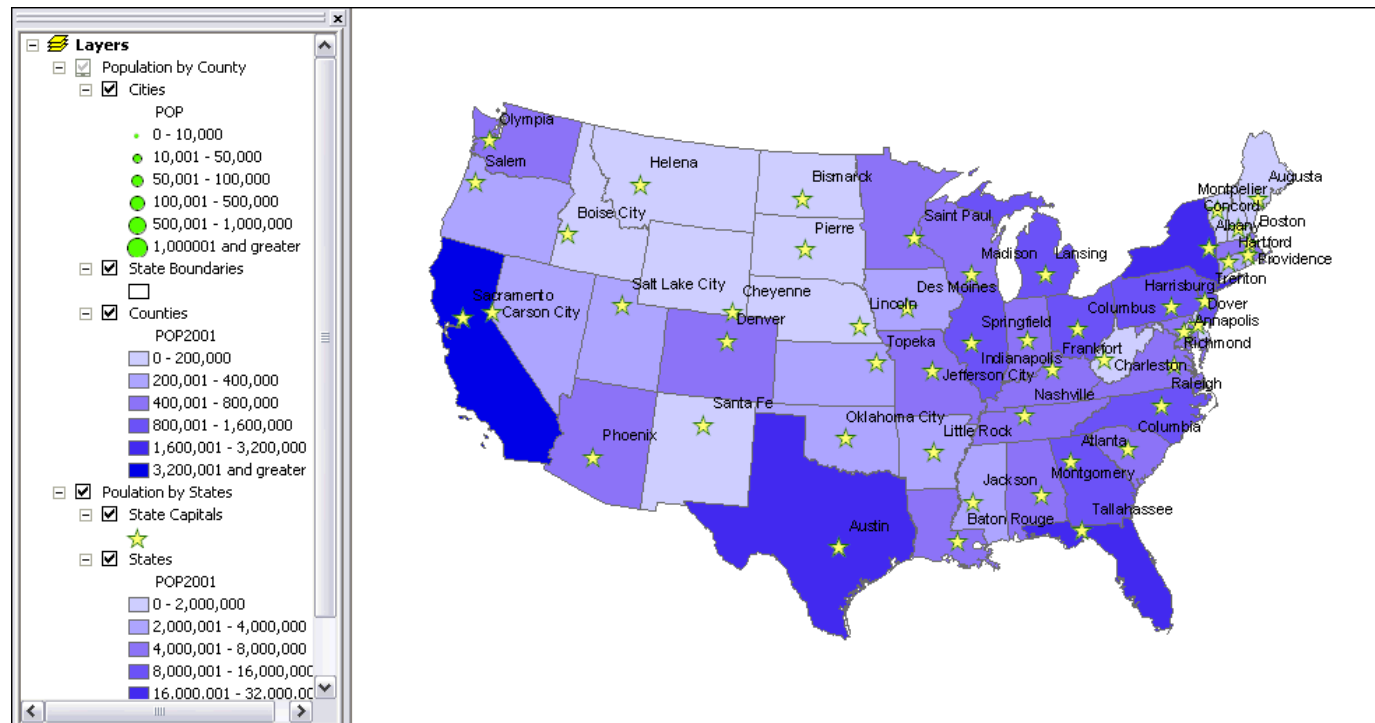 Layers
Population by County
Cities
POP
0 - 10,000
10,001 - 50,000
50,001 - 100,000
100,001 - 500,000
500,001 - 1,000,000
1,000001 and greater
State Boundaries
Counties
POP2001
0 - 200,000
200,001 - 400,000
400,001 - 800,000
800,001 - 1,600,000
1,600,001 - 3,200,000
3,200,001 and greater
Poulation by States
State Capitals
States
POP2001
0 - 2,000,000
2,000,001 - 4,000,000
4,000,001 - 8,000,000
8,000,001 - 16,000,000
16,000,001 - 32,000,00
Olympia
Salem
Helena
Bismarck
Augusta
Montpelier
Concord
Boise City
Saint Paul
Boston
Pierre
Albany
Hartford
Madison
Lansing
Providence
Trenton
Salt Lake City
Cheyenne
Des Moines
Harrisburg
Sacramento
Carson City
Lincoln
Columbus
Dover
Denver
Springfield
Annapolis
Topeka
Frankfort
Richmond
Indianapolis
Charleston
Jefferson City
Raleigh
Nashville
Santa Fe
Oklahoma City
Little Rock
Columbia
Phoenix
Atlanta
Montgomery
Jackson
Tallahassee
Baton Rouge
Austin